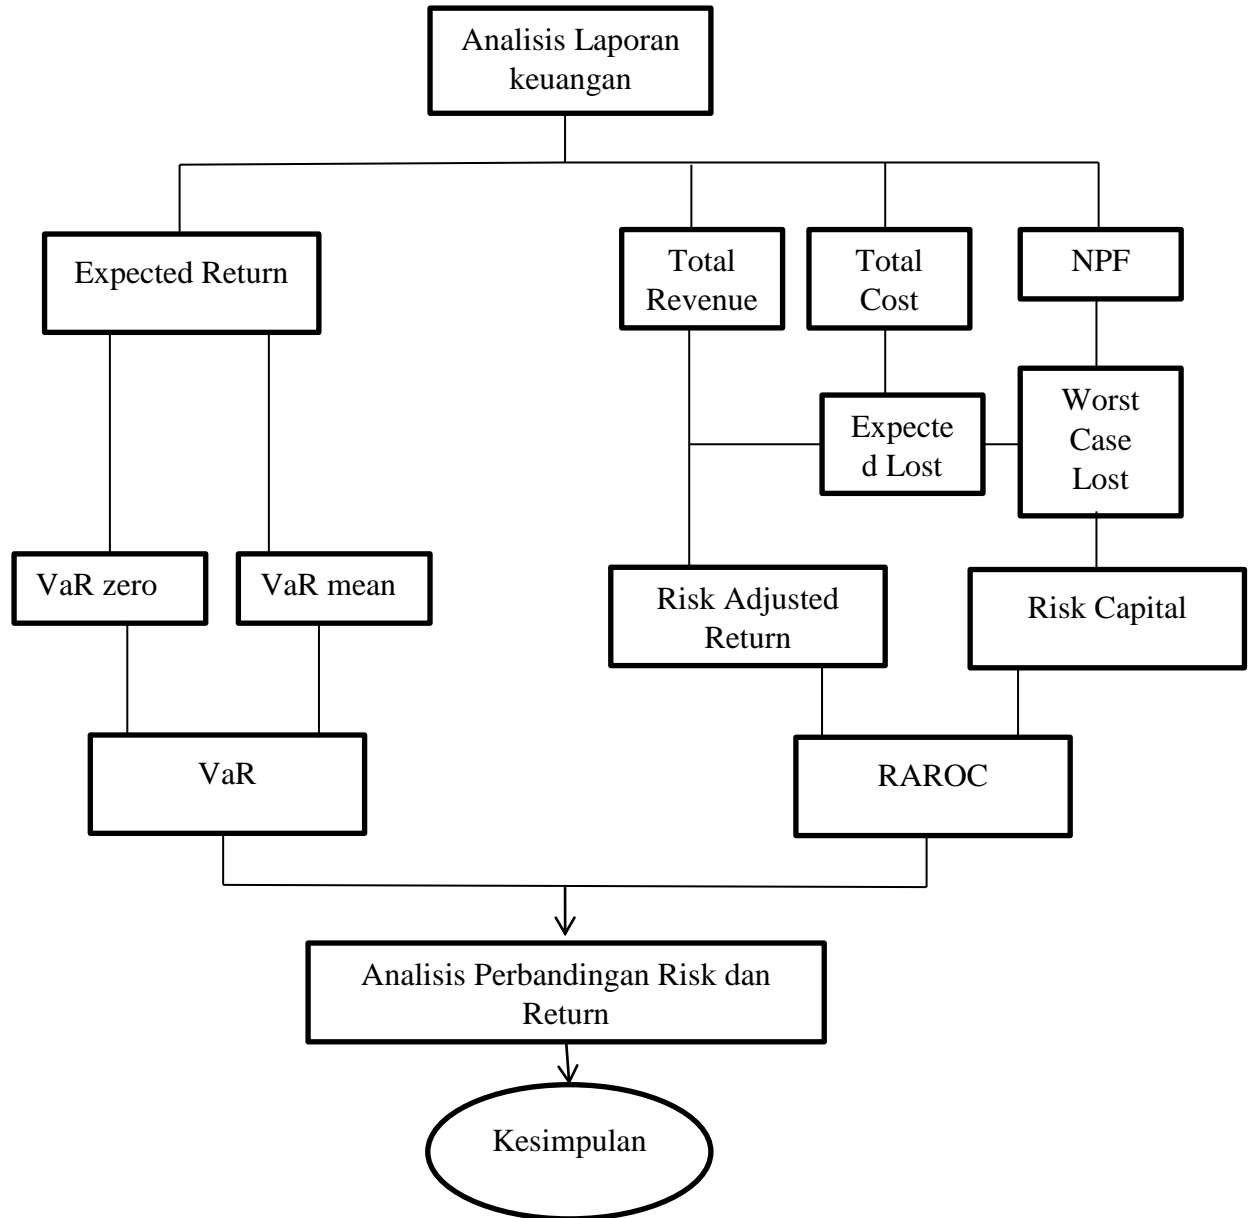 Analisis Laporan
keuangan
Expected Return
Total
Revenue
Total
Cost
NPF
Expecte
d Lost
Worst
Case
Lost
VaR zero
VaR mean
Risk Adjusted
Return
Risk Capital
VaR
RAROC
Analisis Perbandingan Risk dan
Return
Kesimpulan